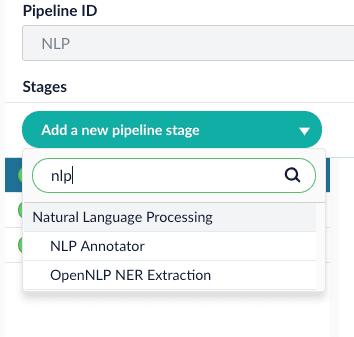 Pipeline ID
NLP
Stages
Add a new pipeline stage
nlp
Natural Language Processing
NLP Annotator
OpenNLP NER Extraction